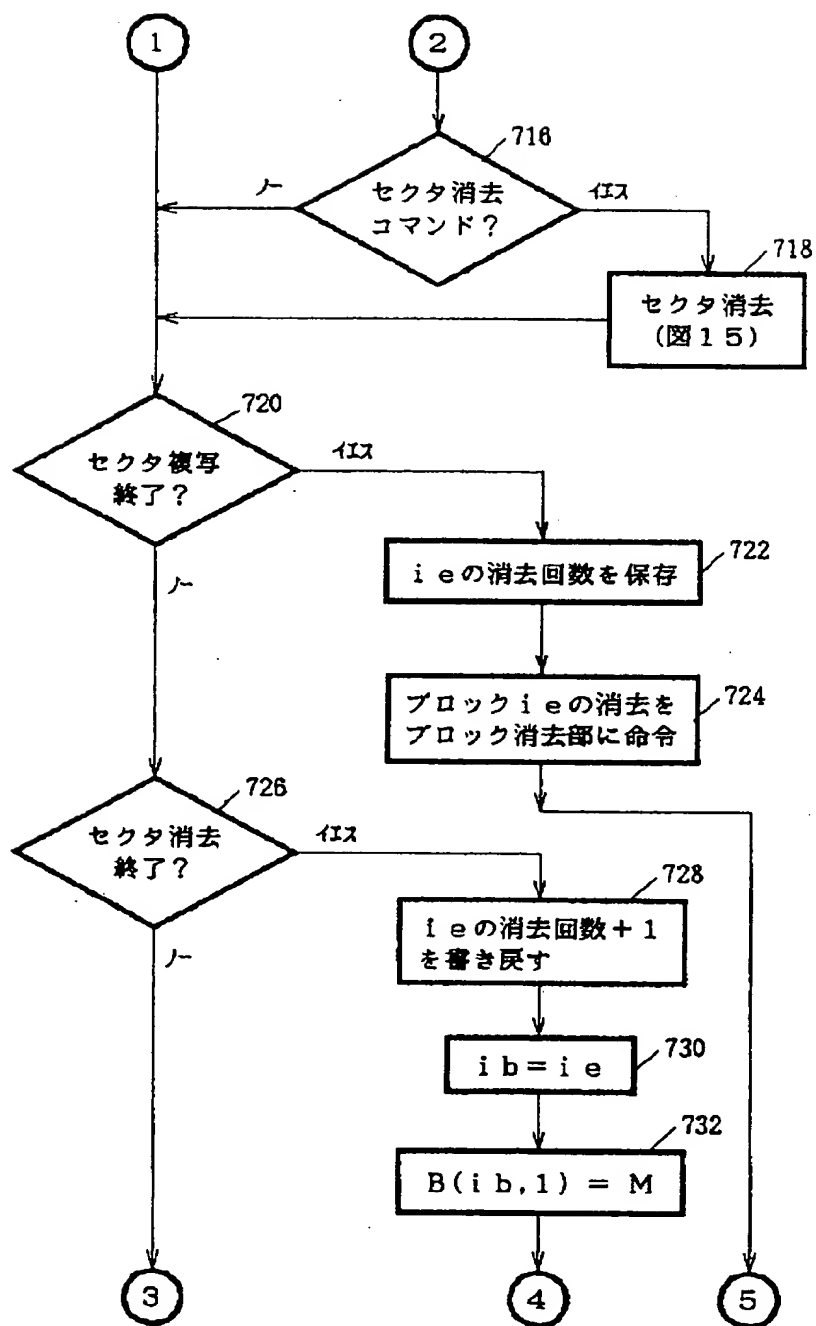 1
2
716
セクタ消去
コマンド?
ノー
イエス
718
セクタ消去
(図15)
720
セクタ複写
終了?
イエス
ノー
722
ieの消去回数を保存
724
ブロックieの消去を
ブロック消去部に命令
726
セクタ消去
終了?
イエス
ノー
728
ieの消去回数+1
を書き戻す
730
ib=ie
732
B(ib,1)=M
3
4
5